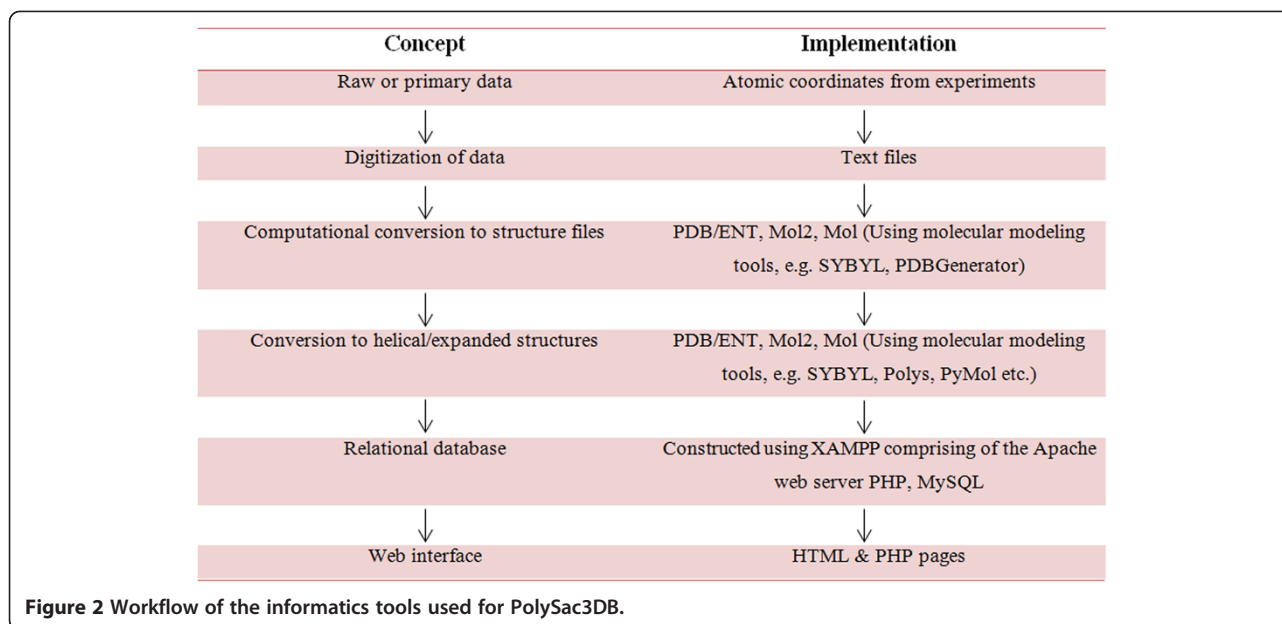 Concept Implementation
Raw or primary data Atomic coordinates from experiments
Digitization of data Text files
Computational conversion to structure files PDB/ENT, Mol2, Mol (Using molecular modeling
tools, e.g. SYBYL, PDBGenerator)
Conversion to helical/expanded structures PDB/ENT, Mol2, Mol (Using molecular modeling
tools, e.g. SYBYL, Polys, PyMol etc.)
Relational database Constructed using XAMPP comprising of the Apache
web server PHP, MySQL
Web interface HTML & PHP pages
Figure 2 Workflow of the informatics tools used for PolySac3DB.